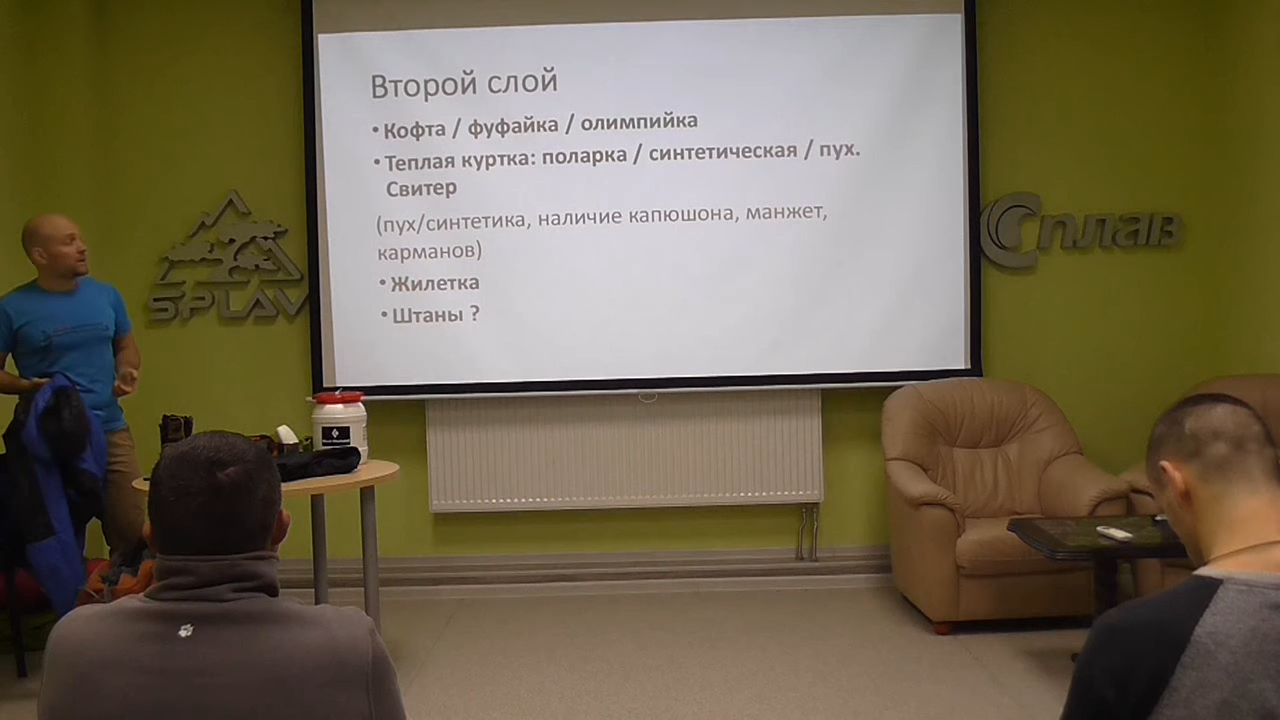 Второй слой
• Кофта / фуфайка / олимпийка
• Теплая куртка: поларка / синтетическая / пух.
Свитер
(пух/синтетика, наличие капюшона, манжет,
карманов)
• Жилетка
• Штаны ?
SPLAV
Сплав